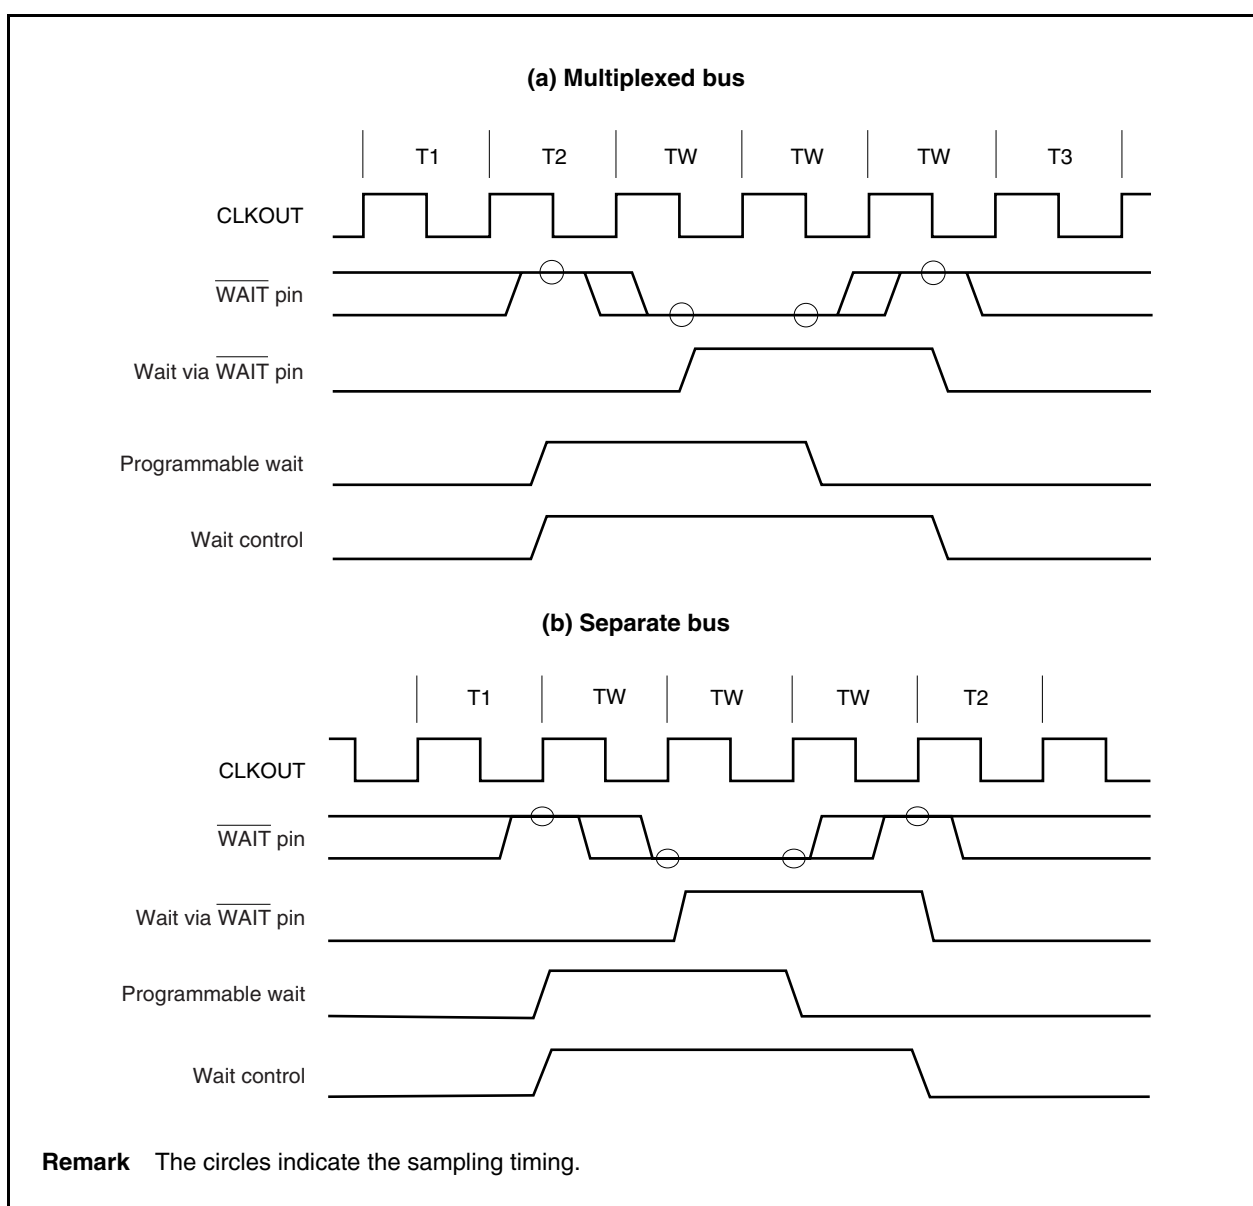 (a) Multiplexed bus
T1 T2 TW TW TW T3
CLKOUT
WAIT pin
Wait via WAIT pin
Programmable wait
Wait control
(b) Separate bus
T1 TW TW TW T2
CLKOUT
WAIT pin
Wait via WAIT pin
Programmable wait
Wait control
Remark The circles indicate the sampling timing.